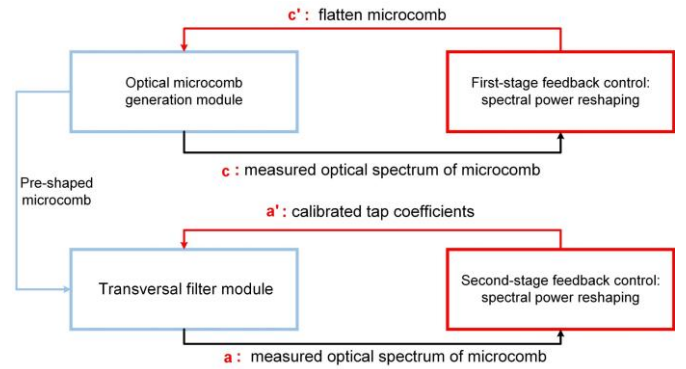 c' : flatten microcomb
Optical microcomb
generation module
First-stage feedback control:
spectral power reshaping
c : measured optical spectrum of microcomb
Pre-shaped
microcomb
a' : calibrated tap coefficients
Transversal filter module
Second-stage feedback control:
spectral power reshaping
a : measured optical spectrum of microcomb